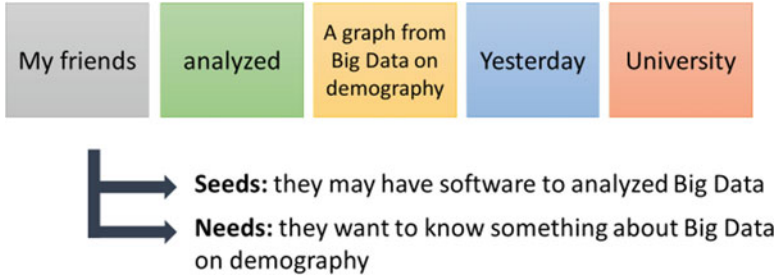 My friends
analyzed
A graph from
Big Data on
demography
Yesterday
University
Seeds: they may have software to analyzed Big Data
Needs: they want to know something about Big Data
on demography